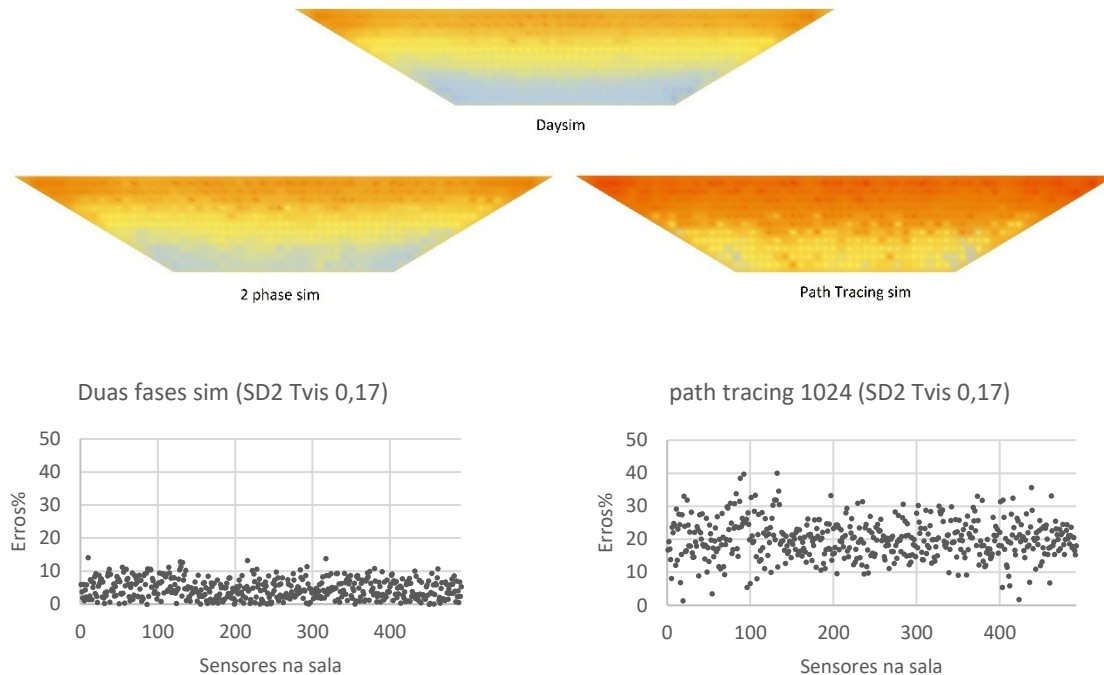 Daysim
2 phase sim
Path Tracing sim
Duas fases sim (SD2 Tvis 0,17)
50
40
30
20
10
0
Erros%
0 100 200 300 400
Sensores na sala
path tracing 1024 (SD2 Tvis 0,17)
50
40
30
20
10
0
Erros%
0 100 200 300 400
Sensores na sala